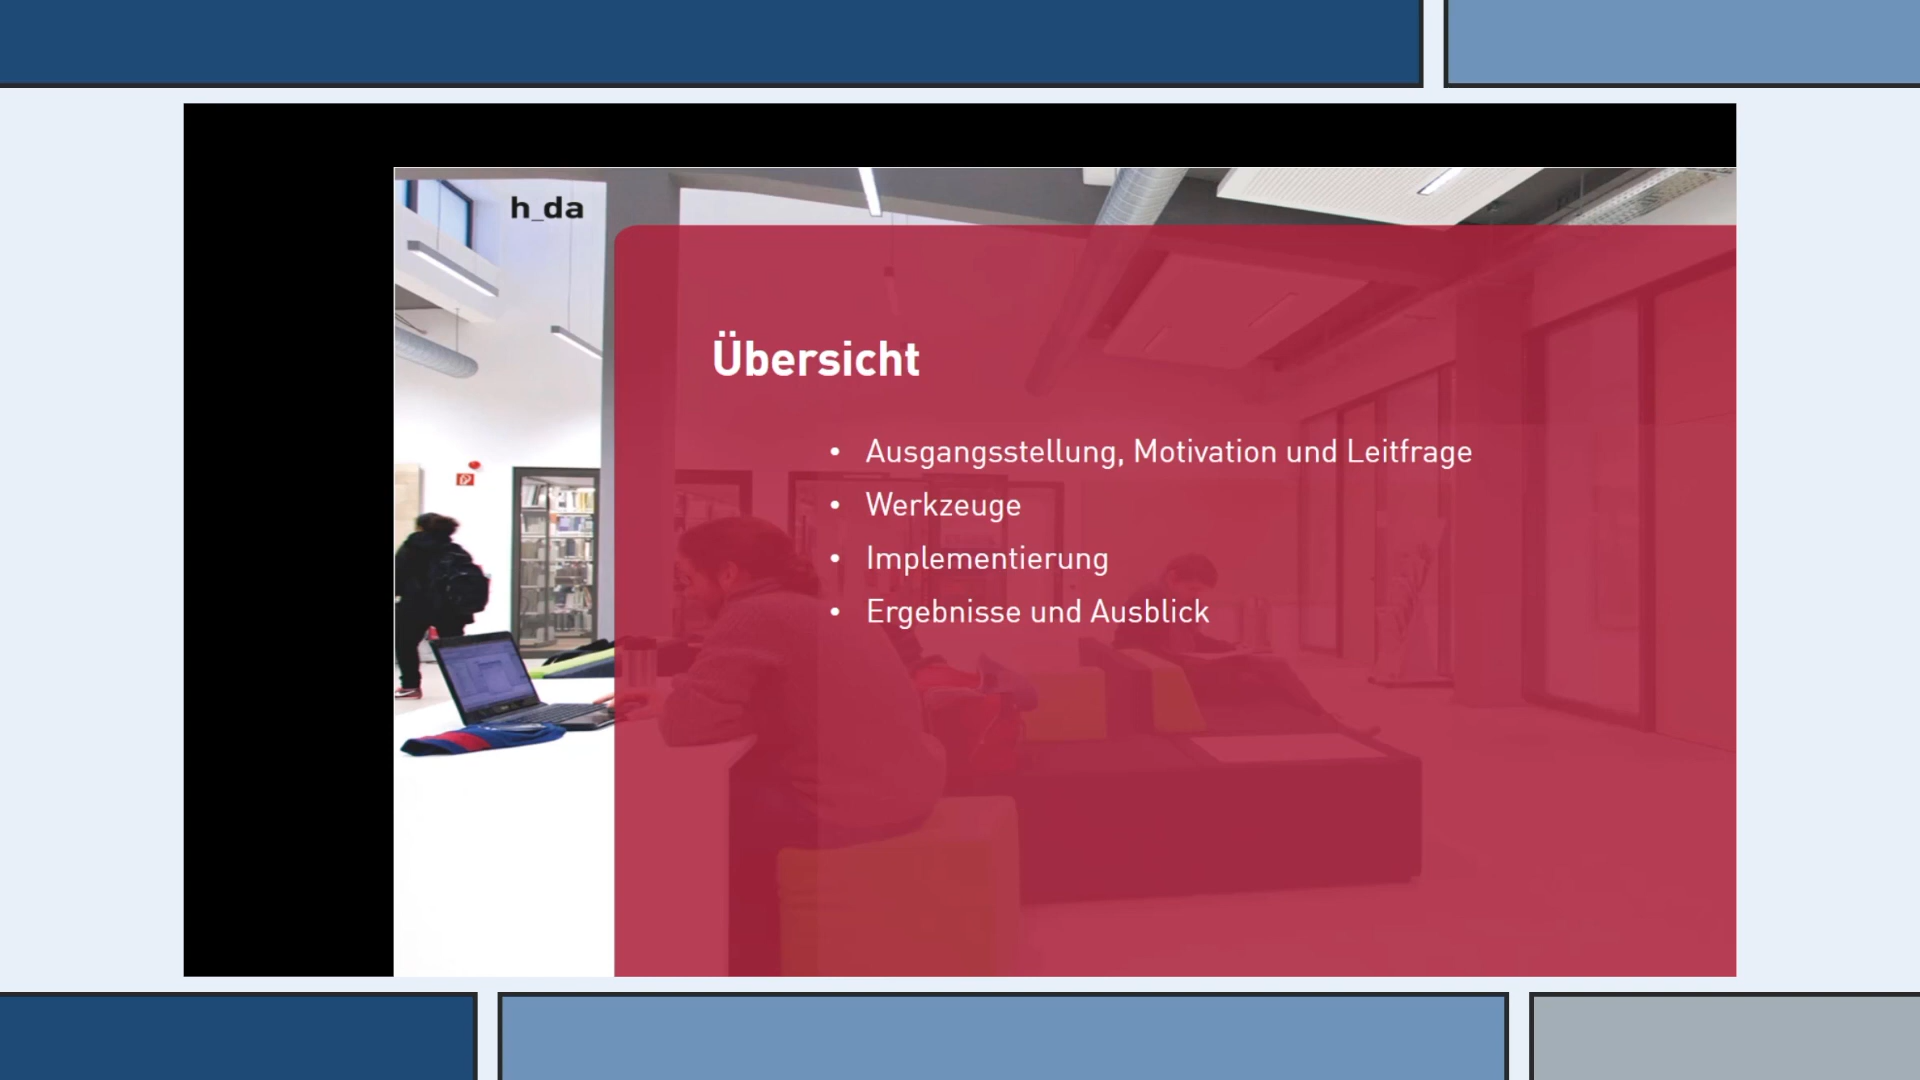 h_da
Übersicht
• Ausgangsstellung, Motivation und Leitfrage
• Werkzeuge
• Implementierung
• Ergebnisse und Ausblick